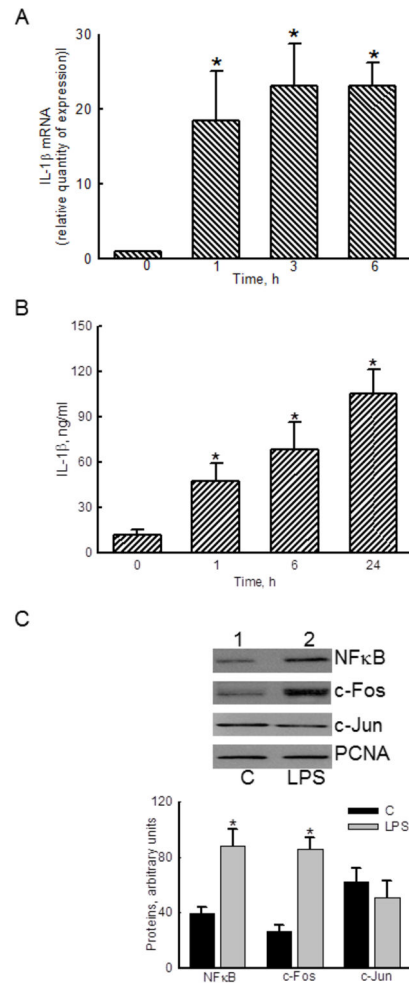 A
IL-1β mRNA
(relative quantity of expression)l
30
20
10
0
*
*
*
0 1 3 6
Time, h
B
IL-1β, ng/ml
150
120
90
60
30
0
*
*
*
0 1 6 24
Time, h
C
1 2
NFκB
c-Fos
c-Jun
PCNA
C LPS
Proteins, arbitrary units
120
80
40
0
*
*
C
LPS
NFκB c-Fos c-Jun